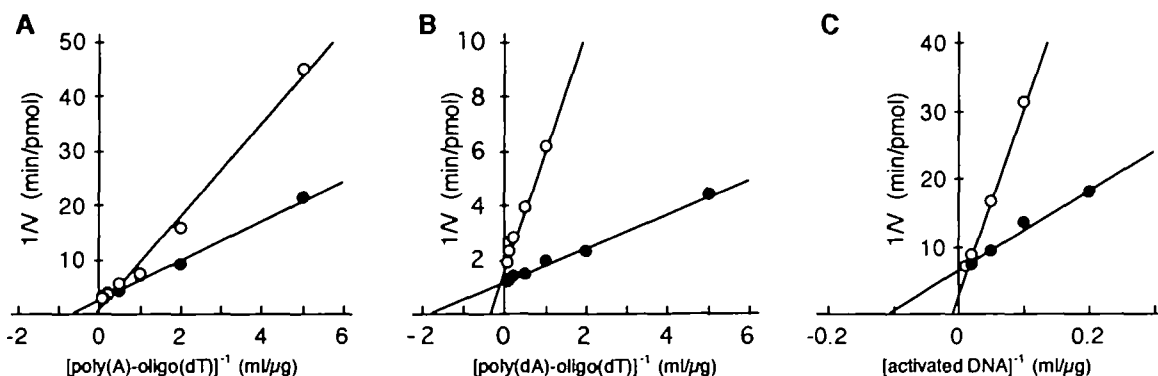 A
50
40
30
20
10
1/V (min/pmol)
-2 0 2 4 6
[poly(A)-oligo(dT)]⁻¹ (ml/µg)
B
10
8
6
4
2
1/V (min/pmol)
-2 0 2 4 6
[poly(dA)-oligo(dT)]⁻¹ (ml/µg)
C
40
30
20
10
1/V (min/pmol)
-0.2 0 0.2
[activated DNA]⁻¹ (ml/µg)